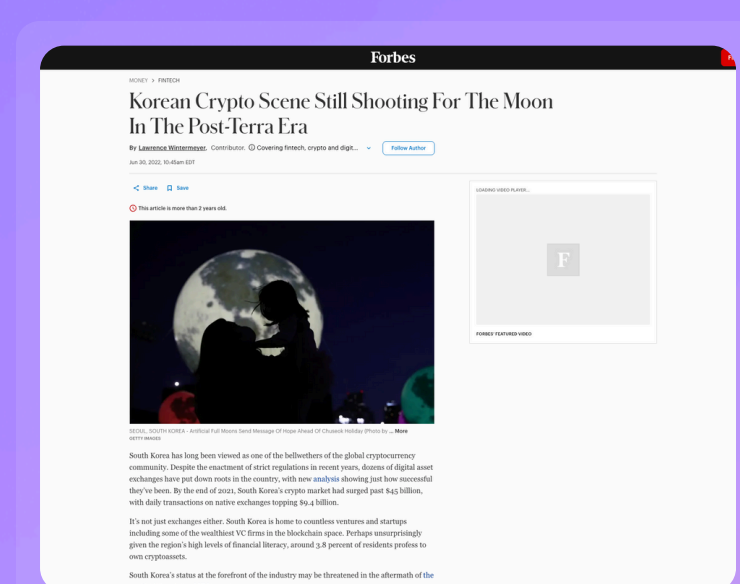 Forbes
MONEY > FINTECH
Korean Crypto Scene Still Shooting For The Moon
In The Post-Terra Era
By Lawrence Wintermeyer, Contributor. Covering fintech, crypto and digit...
Follow Author
Jun 30, 2022, 10:45am EDT
Share Save
LOADING VIDEO PLAYER...
This article is more than 2 years old.
F
FORBES' FEATURED VIDEO
SEOUL, SOUTH KOREA - Artificial Full Moons Send Message Of Hope Ahead Of Chuseok Holiday (Photo by ... More
GETTY IMAGES
South Korea has long been viewed as one of the bellwethers of the global cryptocurrency
community. Despite the enactment of strict regulations in recent years, dozens of digital asset
exchanges have put down roots in the country, with new analysis showing just how successful
they've been. By the end of 2021, South Korea's crypto market had surged past $45 billion,
with daily transactions on native exchanges topping $9.4 billion.
It's not just exchanges either. South Korea is home to countless ventures and startups
including some of the wealthiest VC firms in the blockchain space. Perhaps unsurprisingly
given the region's high levels of financial literacy, around 3.8 percent of residents profess to
own cryptoassets.
South Korea's status at the forefront of the industry may be threatened in the aftermath of the